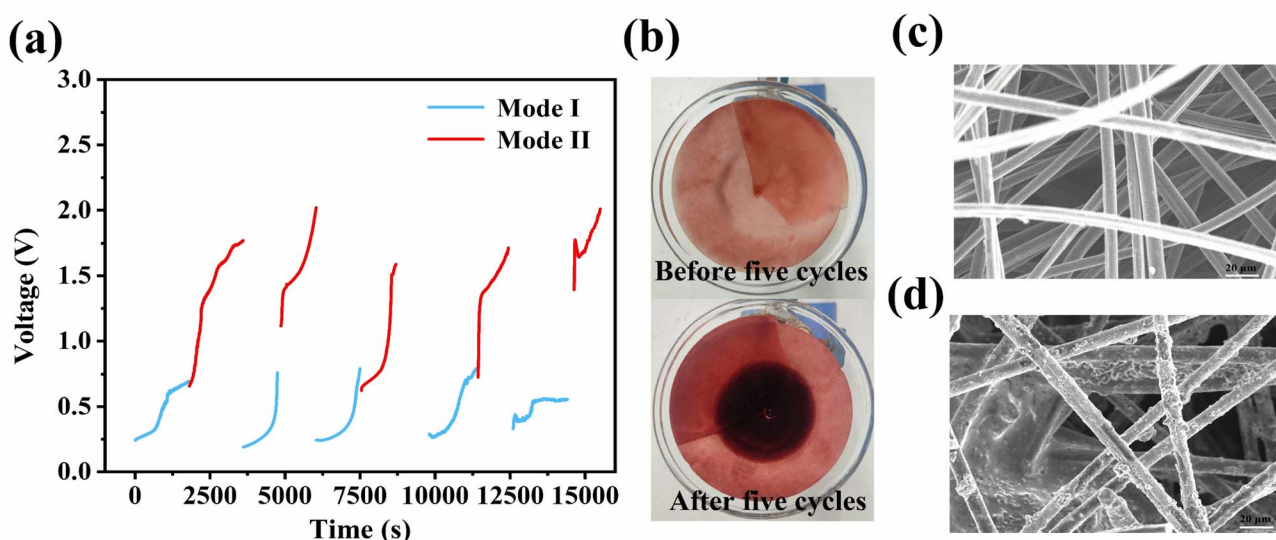 (a)
3.0
2.5
2.0
1.5
1.0
0.5
0.0
Voltage (V)
Mode I
Mode II
0 2500 5000 7500 10000 12500 15000
Time (s)
(b)
Before five cycles
After five cycles
(c)
20 μm
(d)
20 μm